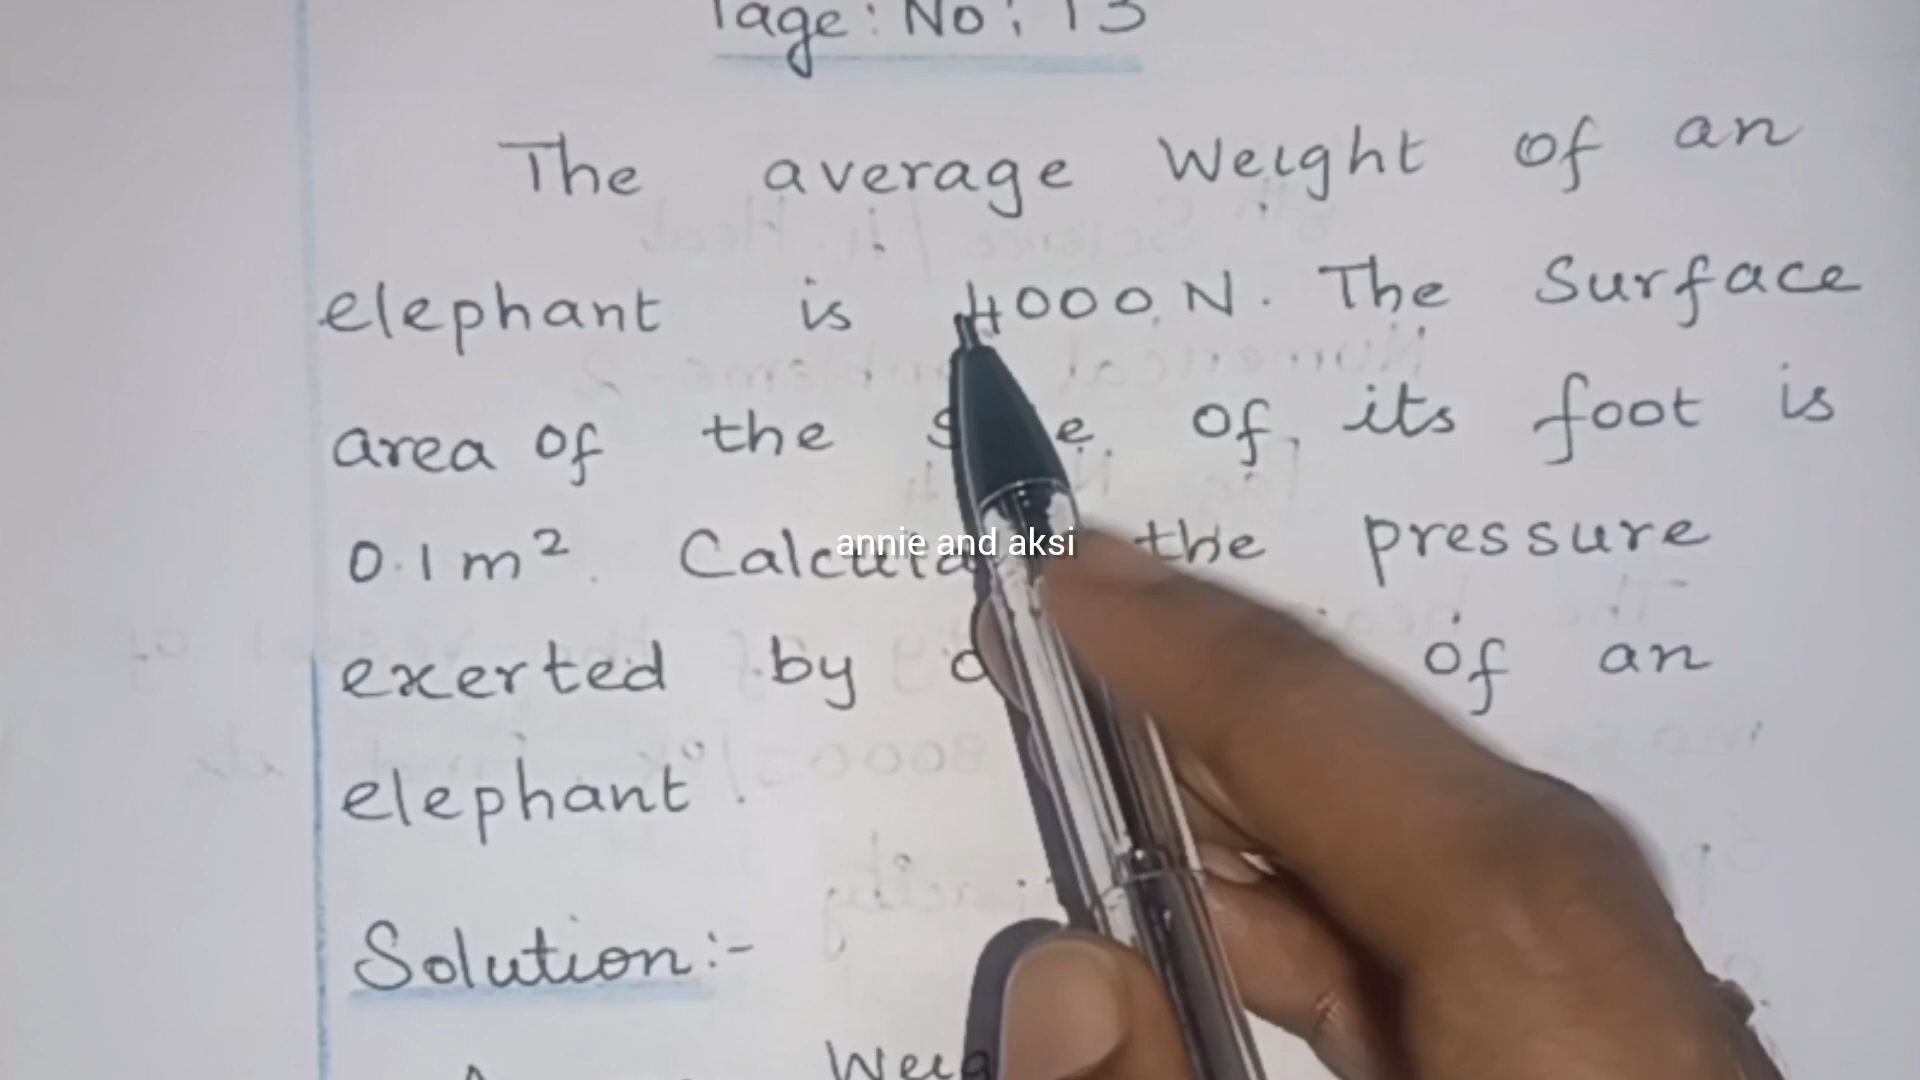 Page: No: 13
The average Weight of an
elephant is 4000 N. The Surface
area of the of its foot is
0.1 m². the pressure
exerted by of an
elephant.
Solution:-
annie and aksi